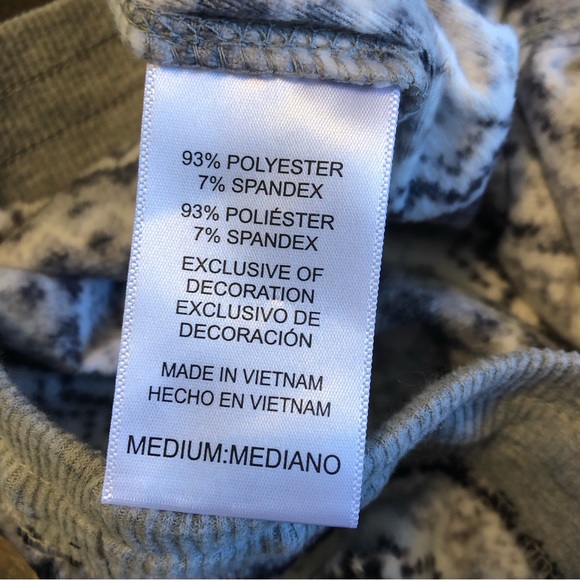 93% POLYESTER
7% SPANDEX
93% POLIÉSTER
7% SPANDEX
EXCLUSIVE OF
DECORATION
EXCLUSIVO DE
DECORACIÓN
MADE IN VIETNAM
HECHO EN VIETNAM
MEDIUM:MEDIANO